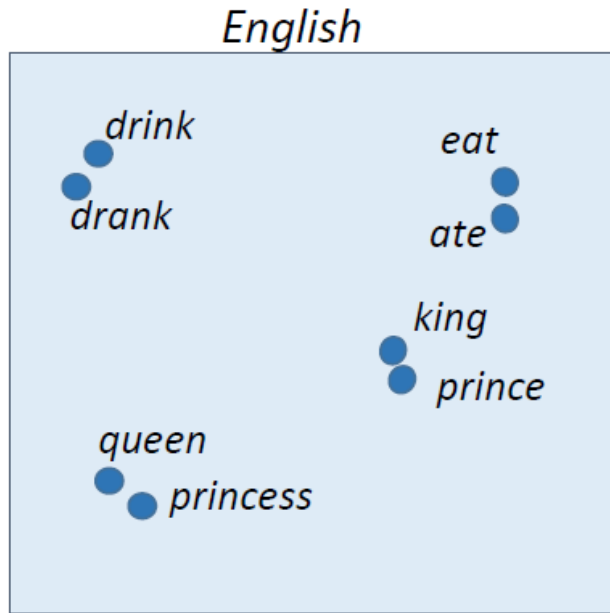 English
drink
drank
eat
ate
king
prince
queen
princess